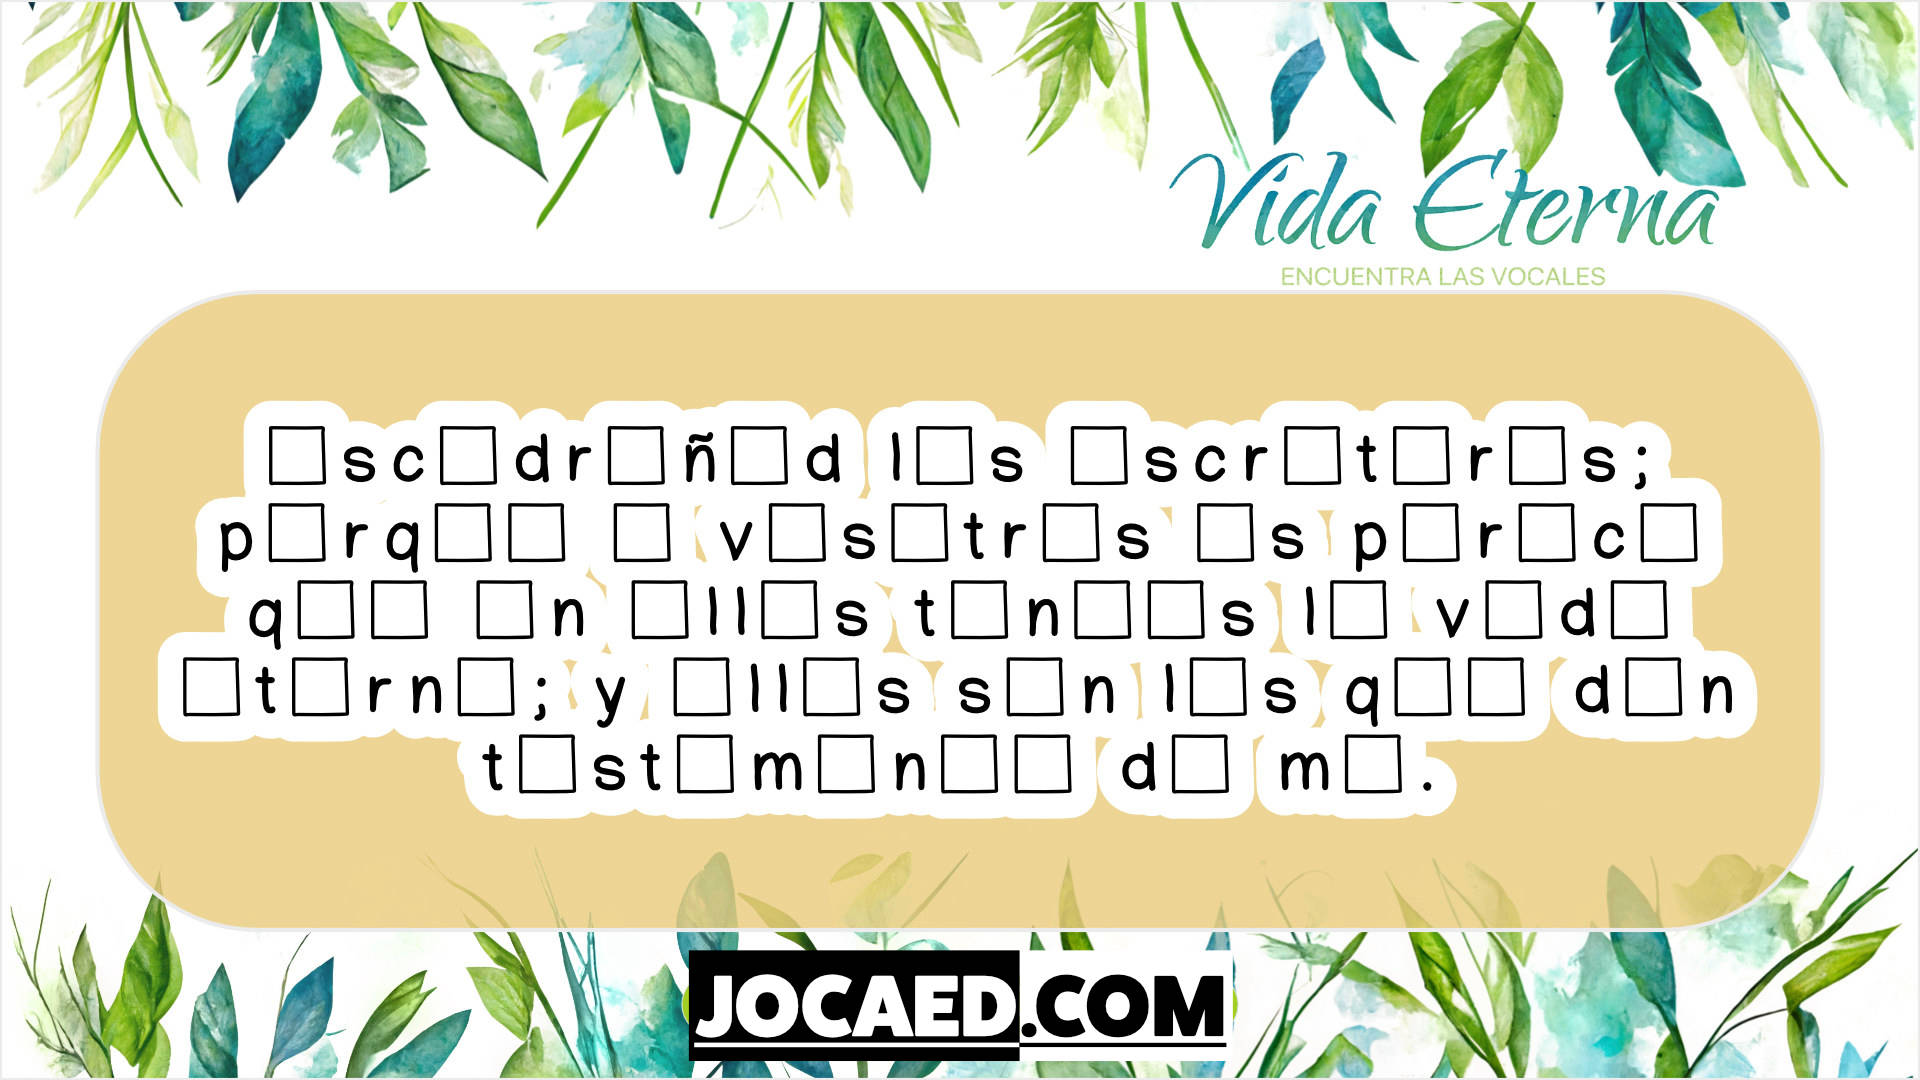 Vida Eterna
ENCUENTRA LAS VOCALES
□sc□dr□ñ□d l□s □scr□t□r□s;
p□rq□□ □ v□s□tr□s □s p□r□c□
q□□ □n □ll□s t□n□□s l□ v□d□
□t□rn□; y □ll□s s□n l□s q□□ d□n
t□st□m□n□□ d□ m□.
JOCAED.COM